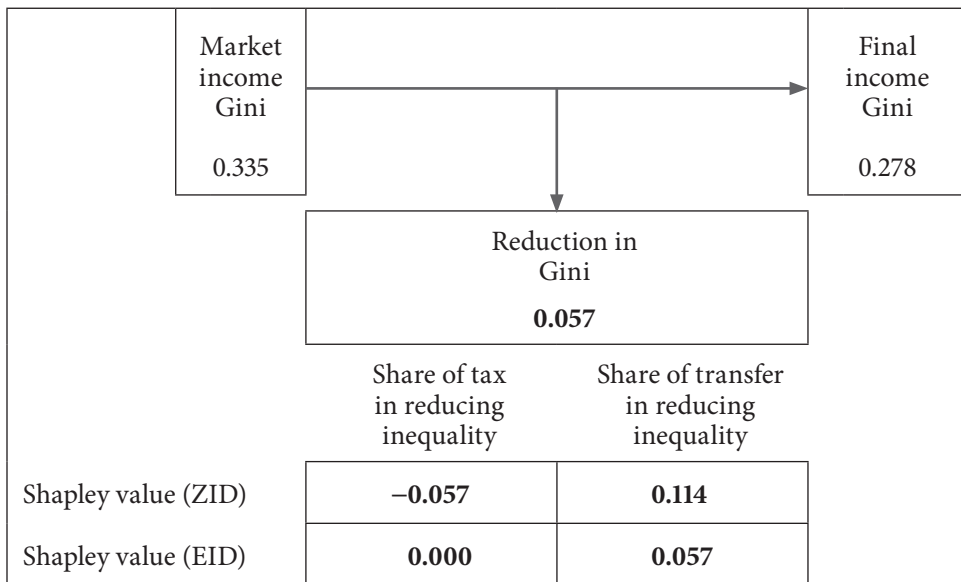 Market
income
Gini
0.335
Final
income
Gini
0.278
Reduction in
Gini
0.057
Share of tax
in reducing
inequality
Share of transfer
in reducing
inequality
Shapley value (ZID) −0.057 0.114
Shapley value (EID) 0.000 0.057